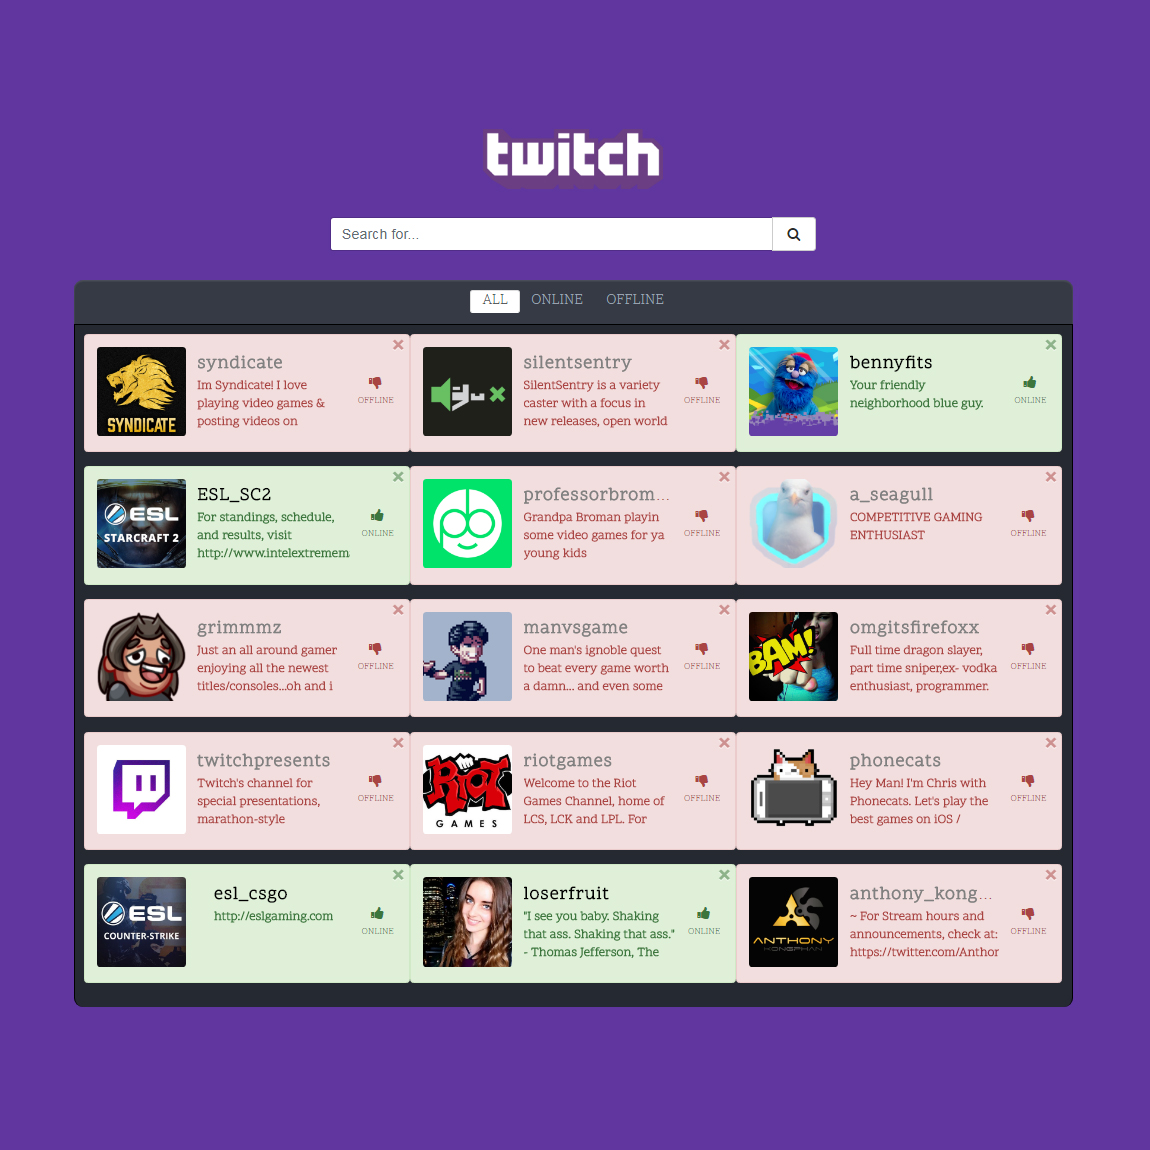 twitch
Search for...
ALL ONLINE OFFLINE
SYNDICATE
syndicate
Im Syndicate! I love
playing video games &
posting videos on
OFFLINE
silentsentry
SilentSentry is a variety
caster with a focus in
new releases, open world
OFFLINE
bennyfits
Your friendly
neighborhood blue guy.
ONLINE
ESL
STARCRAFT 2
ESL_SC2
For standings, schedule,
and results, visit
http://www.intelextremem
ONLINE
professorbrom...
Grandpa Broman playin
some video games for ya
young kids
OFFLINE
a_seagull
COMPETITIVE GAMING
ENTHUSIAST
OFFLINE
grimmmz
Just an all around gamer
enjoying all the newest
titles/consoles...oh and i
OFFLINE
manvsgame
One man's ignoble quest
to beat every game worth
a damn... and even some
OFFLINE
BAM!
omgitsfirefoxx
Full time dragon slayer,
part time sniper,ex- vodka
enthusiast, programmer.
OFFLINE
twitchpresents
Twitch's channel for
special presentations,
marathon-style
OFFLINE
RIOT
GAMES
riotgames
Welcome to the Riot
Games Channel, home of
LCS, LCK and LPL. For
OFFLINE
phonecats
Hey Man! I'm Chris with
Phonecats. Let's play the
best games on iOS /
OFFLINE
ESL
COUNTER-STRIKE
esl_csgo
http://eslgaming.com
ONLINE
loserfruit
"I see you baby. Shaking
that ass. Shaking that ass."
- Thomas Jefferson, The
ONLINE
ANTHONY
KONGPHAN
anthony_kong...
~ For Stream hours and
announcements, check at:
https://twitter.com/Anthor
OFFLINE